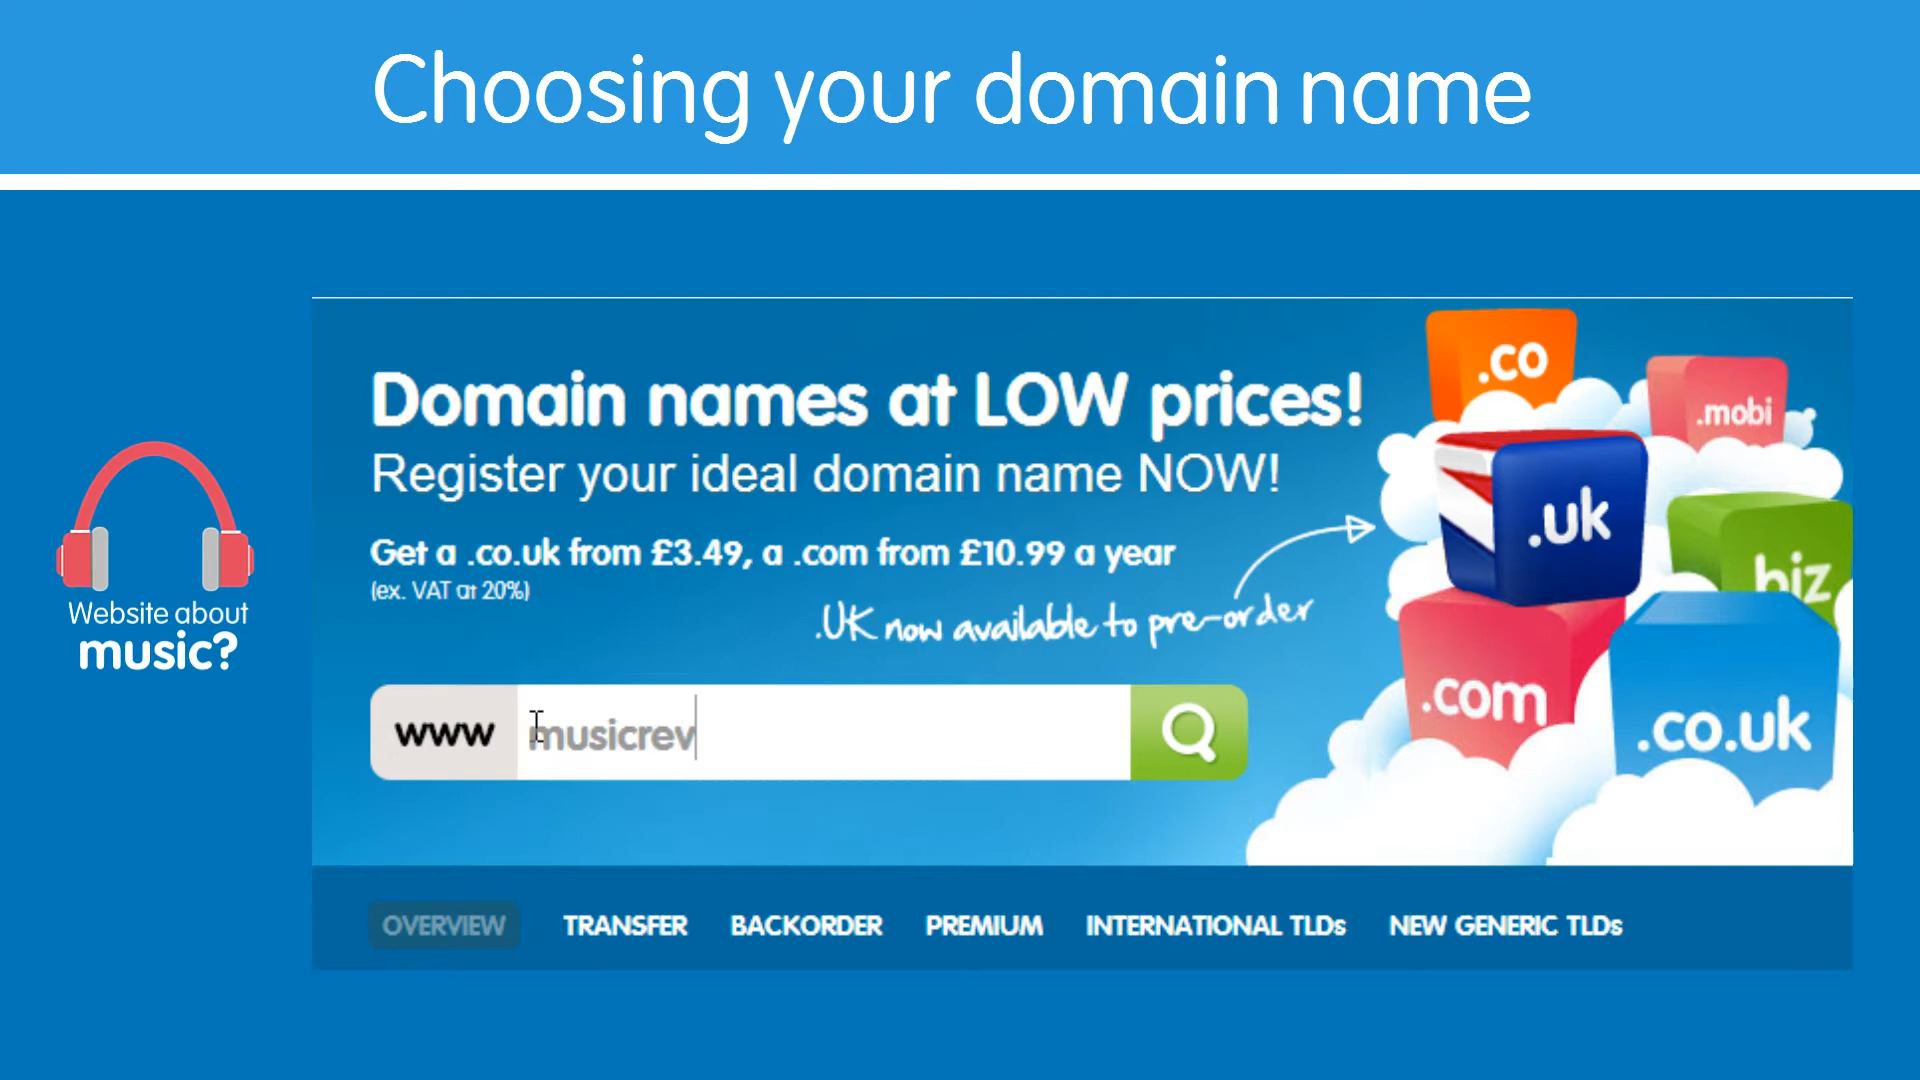 Choosing your domain name
Domain names at LOW prices!
Register your ideal domain name NOW!
Get a .co.uk from £3.49, a .com from £10.99 a year
(ex. VAT at 20%)
.UK now available to pre-order
www musicrev
.co
.mobi
.uk
biz
.com
.co.uk
Website about
music?
OVERVIEW TRANSFER BACKORDER PREMIUM INTERNATIONAL TLDs NEW GENERIC TLDs